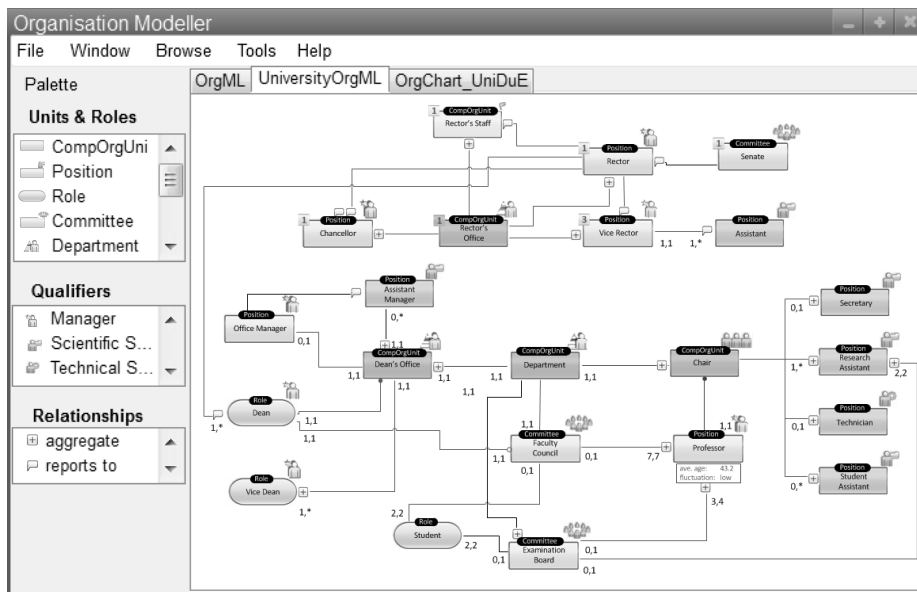 Organisation Modeller
File Window Browse Tools Help
Palette
OrgML UniversityOrgML OrgChart_UniDuE
Units & Roles
CompOrgUni
Position
Role
Committee
Department
Qualifiers
Manager
Scientific S...
Technical S...
Relationships
aggregate
reports to
1 CompOrgUnit
Rector's Staff
1 Position
Rector
1 Committee
Senate
1 Position
Chancellor
1 CompOrgUnit
Rector's
Office
3 Position
Vice Rector
1,1 1,*
Position
Assistant
Position
Assistant
Manager
0,*
Position
Office Manager
0,1
1,1
CompOrgUnit
Dean's Office
1,1 1,1 1,1
CompOrgUnit
Department
1,1 1,1 1,1
CompOrgUnit
Chair
Position
Secretary
0,1
Position
Research
Assistant
1,* 2,2
Position
Technician
0,1
Position
Student
Assistant
0,*
Role
Dean
1,* 1,1
1,1
1,1
Committee
Faculty
Council
1,1 0,1
0,1
1,1
Position
Professor
7,7
ave. age: 43.2
fluctuation: low
3,4
Role
Vice Dean
1,*
2,2
Role
Student
2,2
0,1
Committee
Examination
Board
0,1
0,1